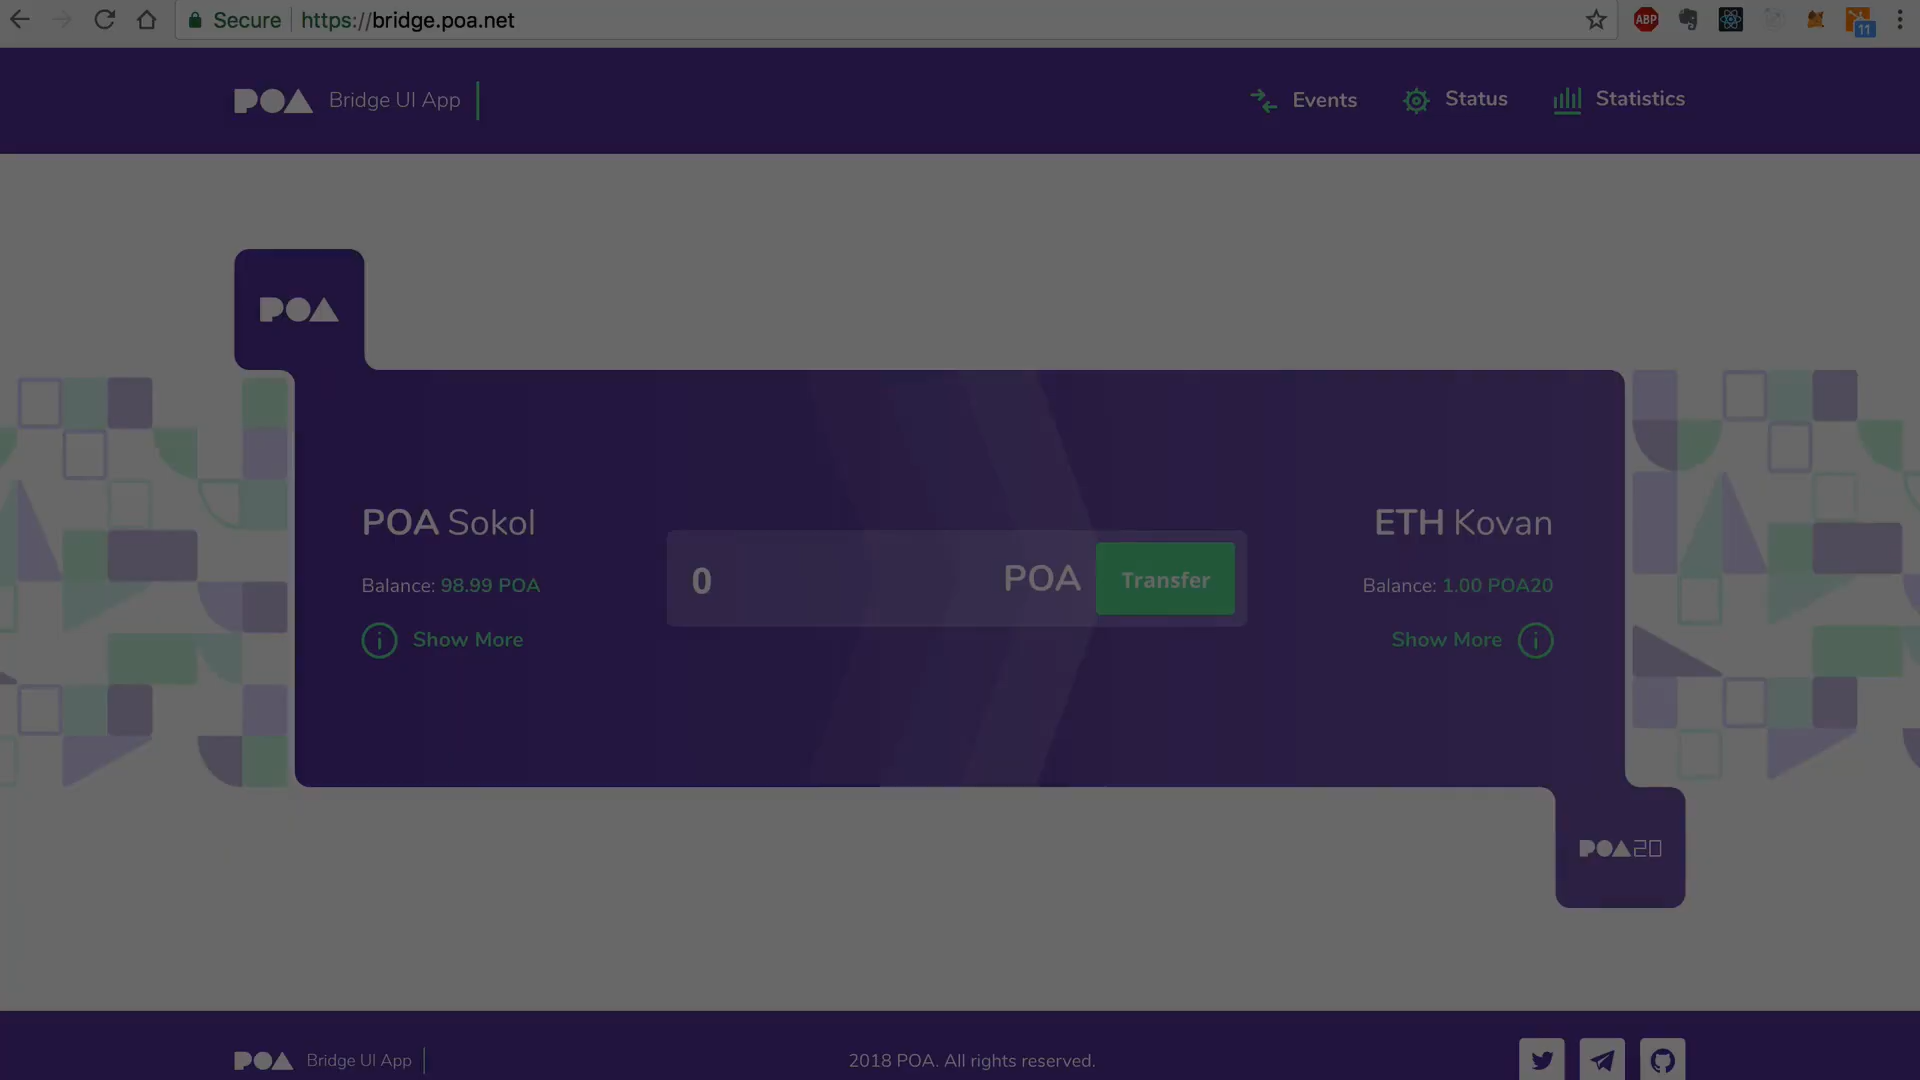 Secure https://bridge.poa.net
ABP
11
POA Bridge UI App
Events
Status
Statistics
POA
POA Sokol
Balance: 98.99 POA
Show More
0 POA Transfer
ETH Kovan
Balance: 1.00 POA20
Show More
POA20
POA Bridge UI App
2018 POA. All rights reserved.